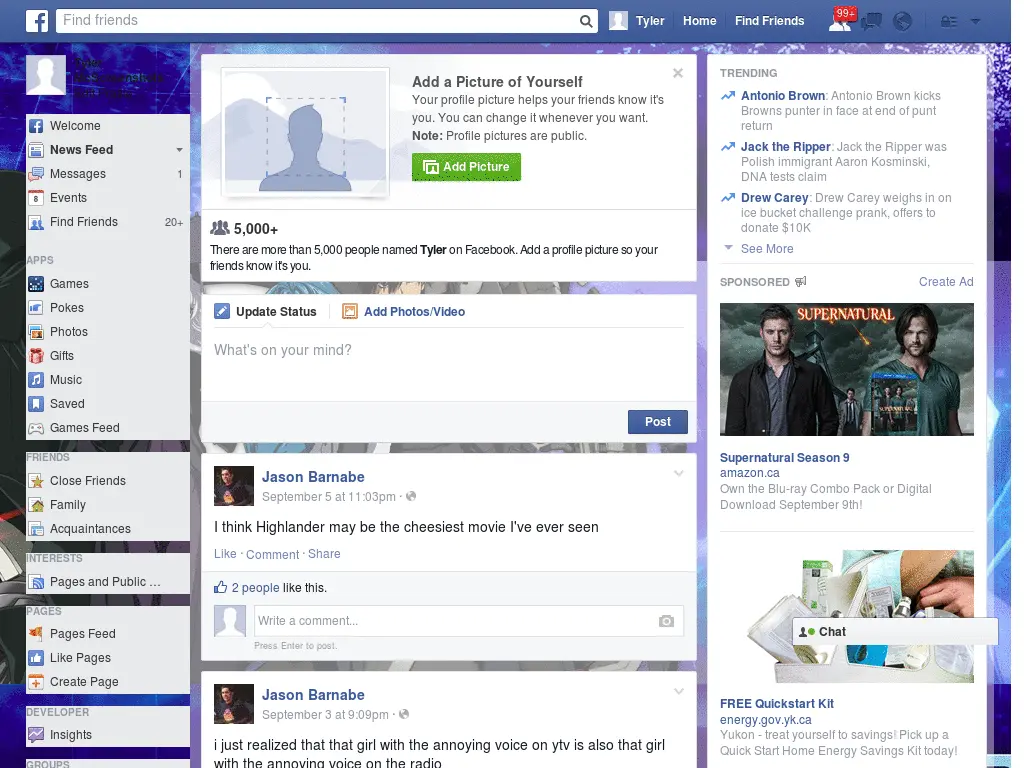 Find friends
Tyler
Home
Find Friends
99+
Tyler
Welcome
News Feed
Messages 1
8 Events
Find Friends 20+
APPS
Games
Pokes
Photos
Gifts
Music
Saved
Games Feed
FRIENDS
Close Friends
Family
Acquaintances
INTERESTS
Pages and Public ...
PAGES
Pages Feed
Like Pages
Create Page
DEVELOPER
Insights
GROUPS
Add a Picture of Yourself
Your profile picture helps your friends know it's
you. You can change it whenever you want.
Note: Profile pictures are public.
Add Picture
5,000+
There are more than 5,000 people named Tyler on Facebook. Add a profile picture so your
friends know it's you.
Update Status
Add Photos/Video
What's on your mind?
Post
Jason Barnabe
September 5 at 11:03pm ·
I think Highlander may be the cheesiest movie I've ever seen
Like · Comment · Share
2 people like this.
Write a comment...
Press Enter to post.
Jason Barnabe
September 3 at 9:09pm ·
i just realized that that girl with the annoying voice on ytv is also that girl
with the annoying voice on the radio
TRENDING
Antonio Brown: Antonio Brown kicks
Browns punter in face at end of punt
return
Jack the Ripper: Jack the Ripper was
Polish immigrant Aaron Kosminski,
DNA tests claim
Drew Carey: Drew Carey weighs in on
ice bucket challenge prank, offers to
donate $10K
See More
SPONSORED
Create Ad
SUPERNATURAL
Supernatural Season 9
amazon.ca
Own the Blu-ray Combo Pack or Digital
Download September 9th!
Chat
FREE Quickstart Kit
energy.gov.yk.ca
Yukon - treat yourself to savings! Pick up a
Quick Start Home Energy Savings Kit today!